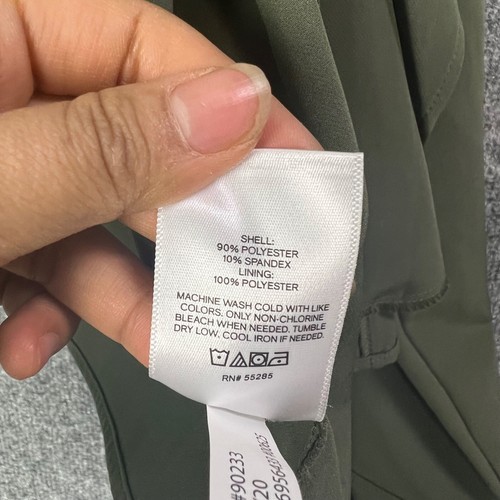 SHELL:
90% POLYESTER
10% SPANDEX
LINING:
100% POLYESTER
MACHINE WASH COLD WITH LIKE
COLORS. ONLY NON-CHLORINE
BLEACH WHEN NEEDED. TUMBLE
DRY LOW. COOL IRON IF NEEDED.
RN# 55285
#90233